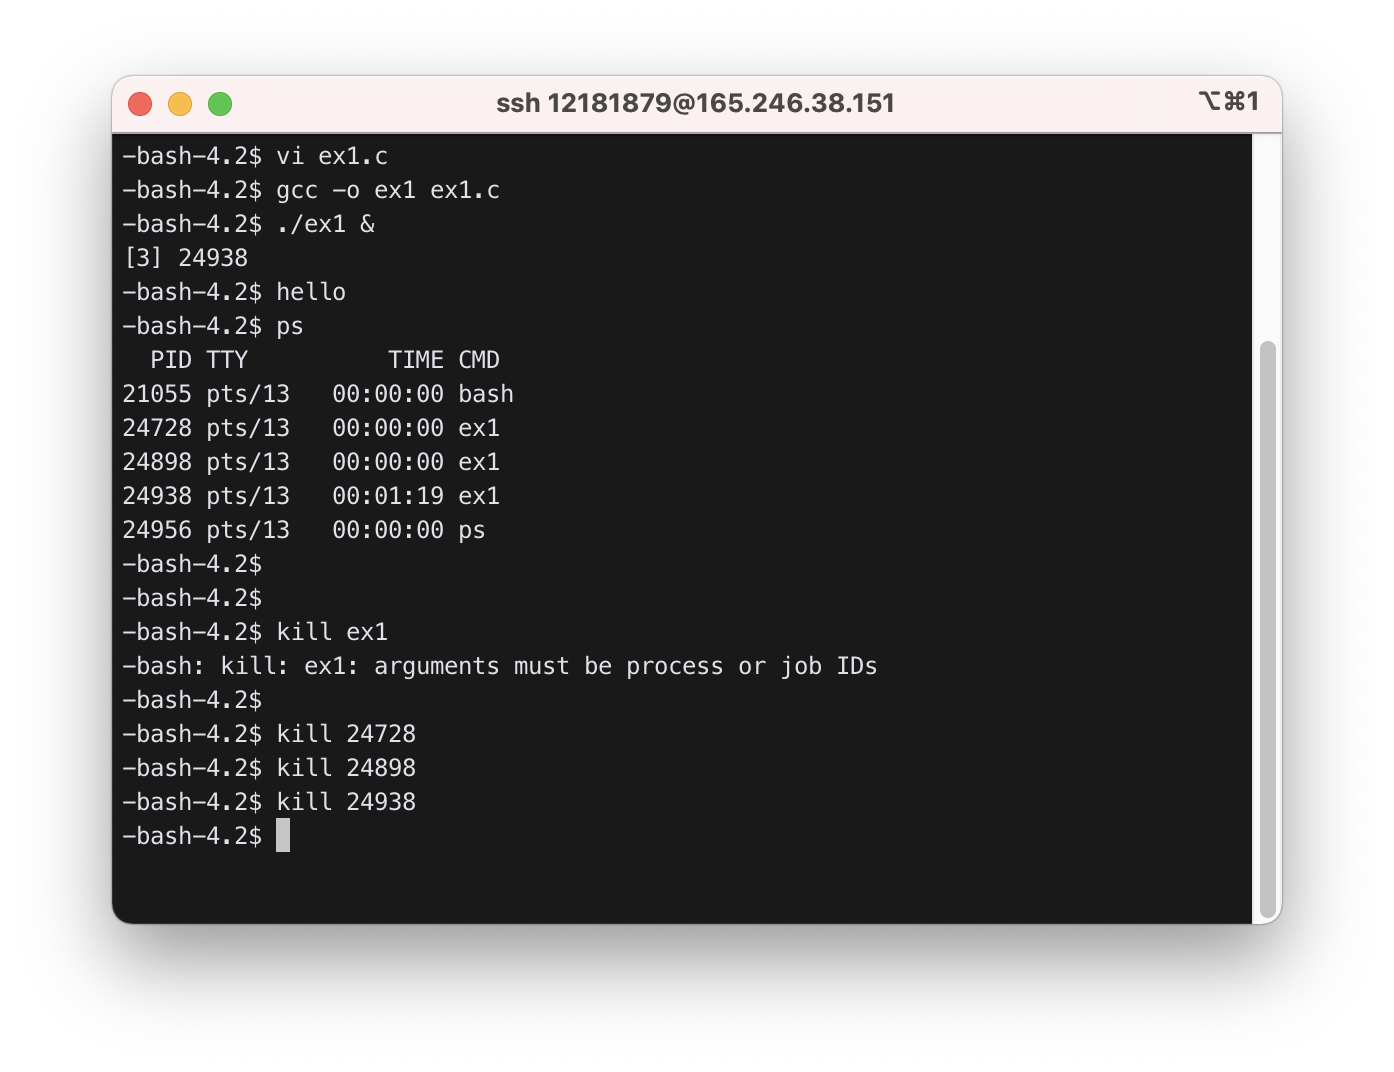 ssh 12181879@165.246.38.151 ⌥⌘1
-bash-4.2$ vi ex1.c
-bash-4.2$ gcc -o ex1 ex1.c
-bash-4.2$ ./ex1 &
[3] 24938
-bash-4.2$ hello
-bash-4.2$ ps
  PID TTY          TIME CMD
21055 pts/13   00:00:00 bash
24728 pts/13   00:00:00 ex1
24898 pts/13   00:00:00 ex1
24938 pts/13   00:01:19 ex1
24956 pts/13   00:00:00 ps
-bash-4.2$
-bash-4.2$
-bash-4.2$ kill ex1
-bash: kill: ex1: arguments must be process or job IDs
-bash-4.2$
-bash-4.2$ kill 24728
-bash-4.2$ kill 24898
-bash-4.2$ kill 24938
-bash-4.2$